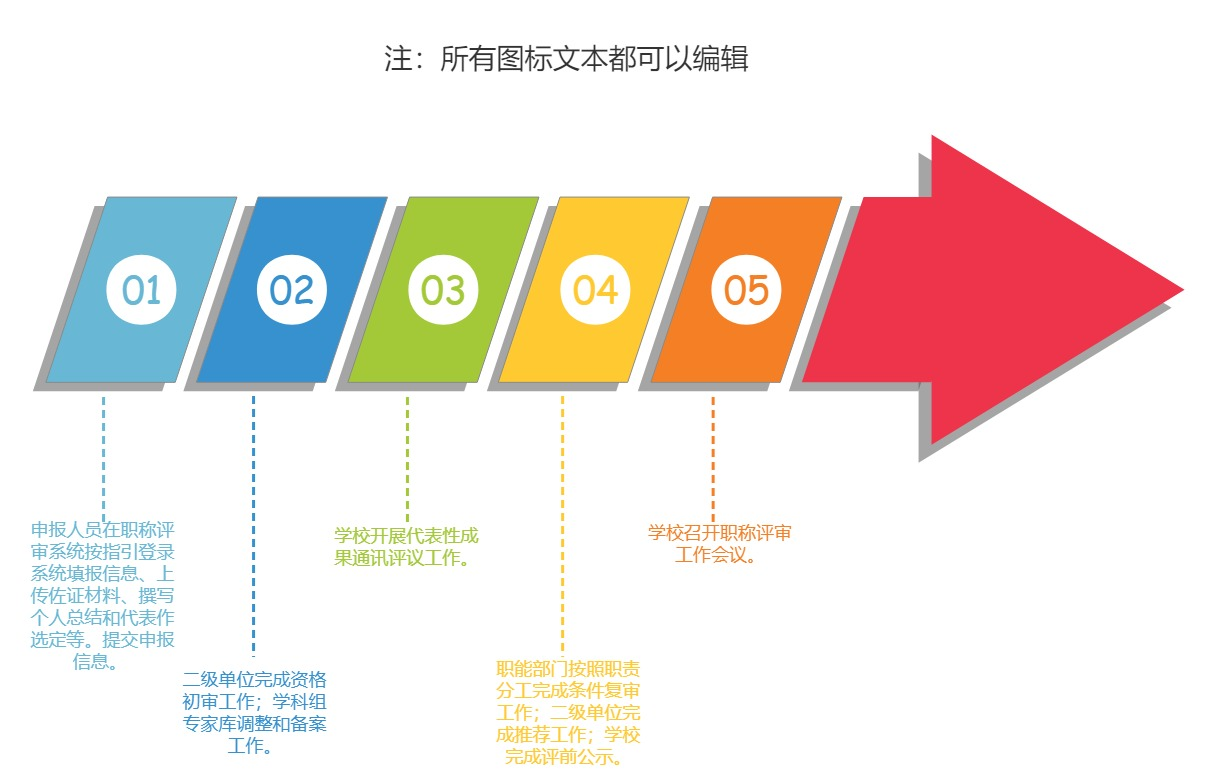 注：所有图标文本都可以编辑
01
02
03
04
05
申报人员在职称评
审系统按指引登录
系统填报信息、上
传佐证材料、撰写
个人总结和代表作
选定等。提交申报
信息。
二级单位完成资格
初审工作；学科组
专家库调整和备案
工作。
学校开展代表性成
果通讯评议工作。
职能部门按照职责
分工完成条件复审
工作；二级单位完
成推荐工作；学校
完成评前公示。
学校召开职称评审
工作会议。